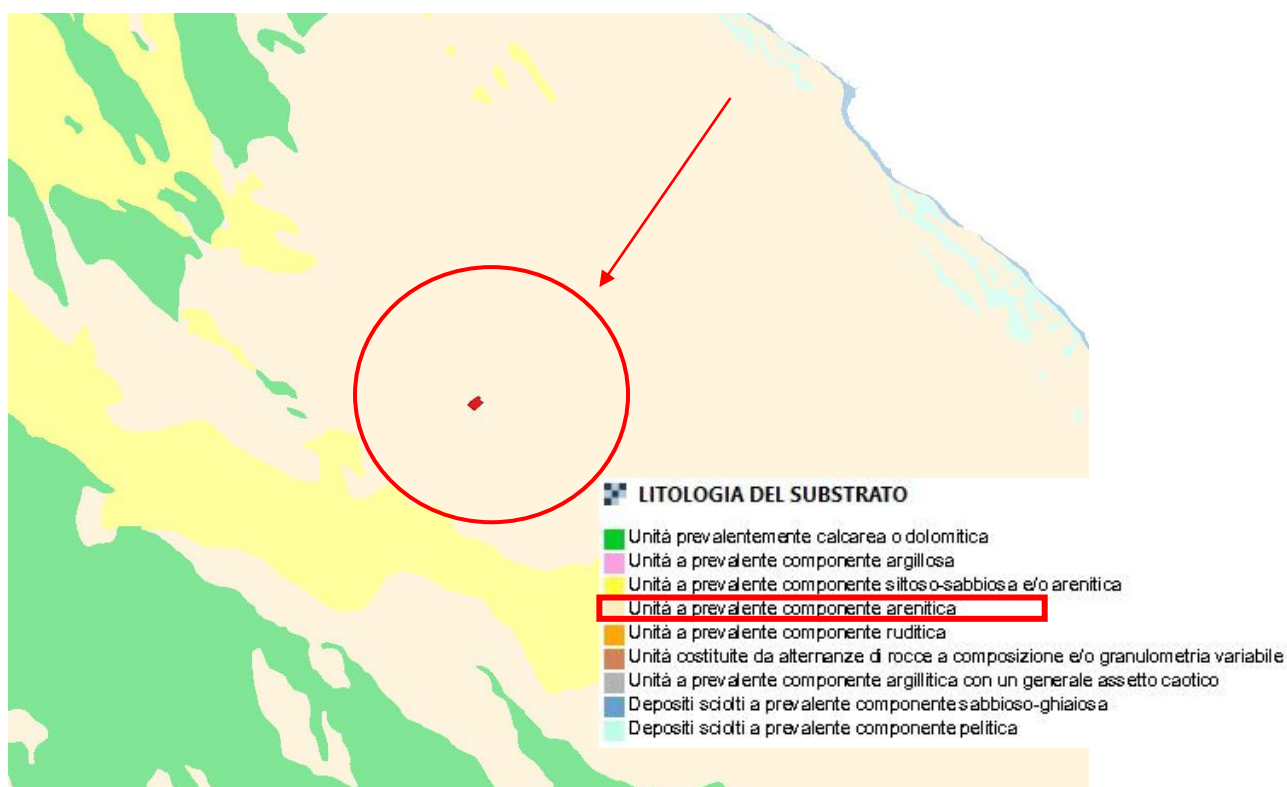 LITOLOGIA DEL SUBSTRATO
Unità prevalentemente calcarea o dolomitica
Unità a prevalente componente argillosa
Unità a prevalente componente siltoso-sabbiosa e/o arenitica
Unità a prevalente componente arenitica
Unità a prevalente componente ruditica
Unità costituite da alternanze di rocce a composizione e/o granulometria variabile
Unità a prevalente componente argillitica con un generale assetto caotico
Depositi sciolti a prevalente componente sabbioso-ghiaiosa
Depositi sciolti a prevalente componente pelitica